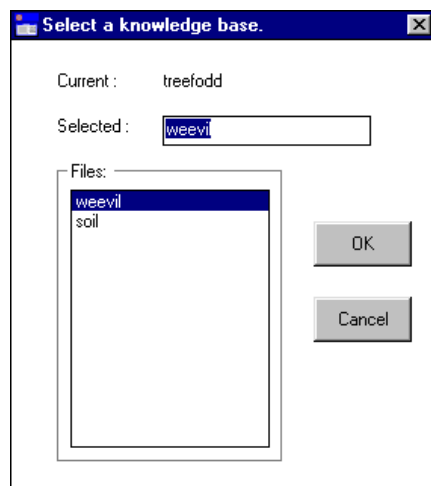 Select a knowledge base.
Current : treefodd
Selected : weevil
Files:
weevil
soil
OK
Cancel